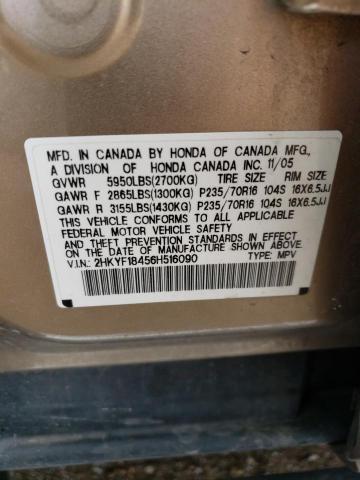 MFD. IN CANADA BY HONDA OF CANADA MFG.,
A DIVISION OF HONDA CANADA INC. 11/05
GVWR 5950LBS(2700KG) TIRE SIZE RIM SIZE
GAWR F 2865LBS(1300KG) P235/70R16 104S 16X6.5JJ
GAWR R 3155LBS(1430KG) P235/70R16 104S 16X6.5JJ
THIS VEHICLE CONFORMS TO ALL APPLICABLE
FEDERAL MOTOR VEHICLE SAFETY STANDARDS IN EFFECT
ON THE DATE OF MANUFACTURE SHOWN ABOVE.
V.I.N.: 2HKYF18456H516090 TYPE: MPV